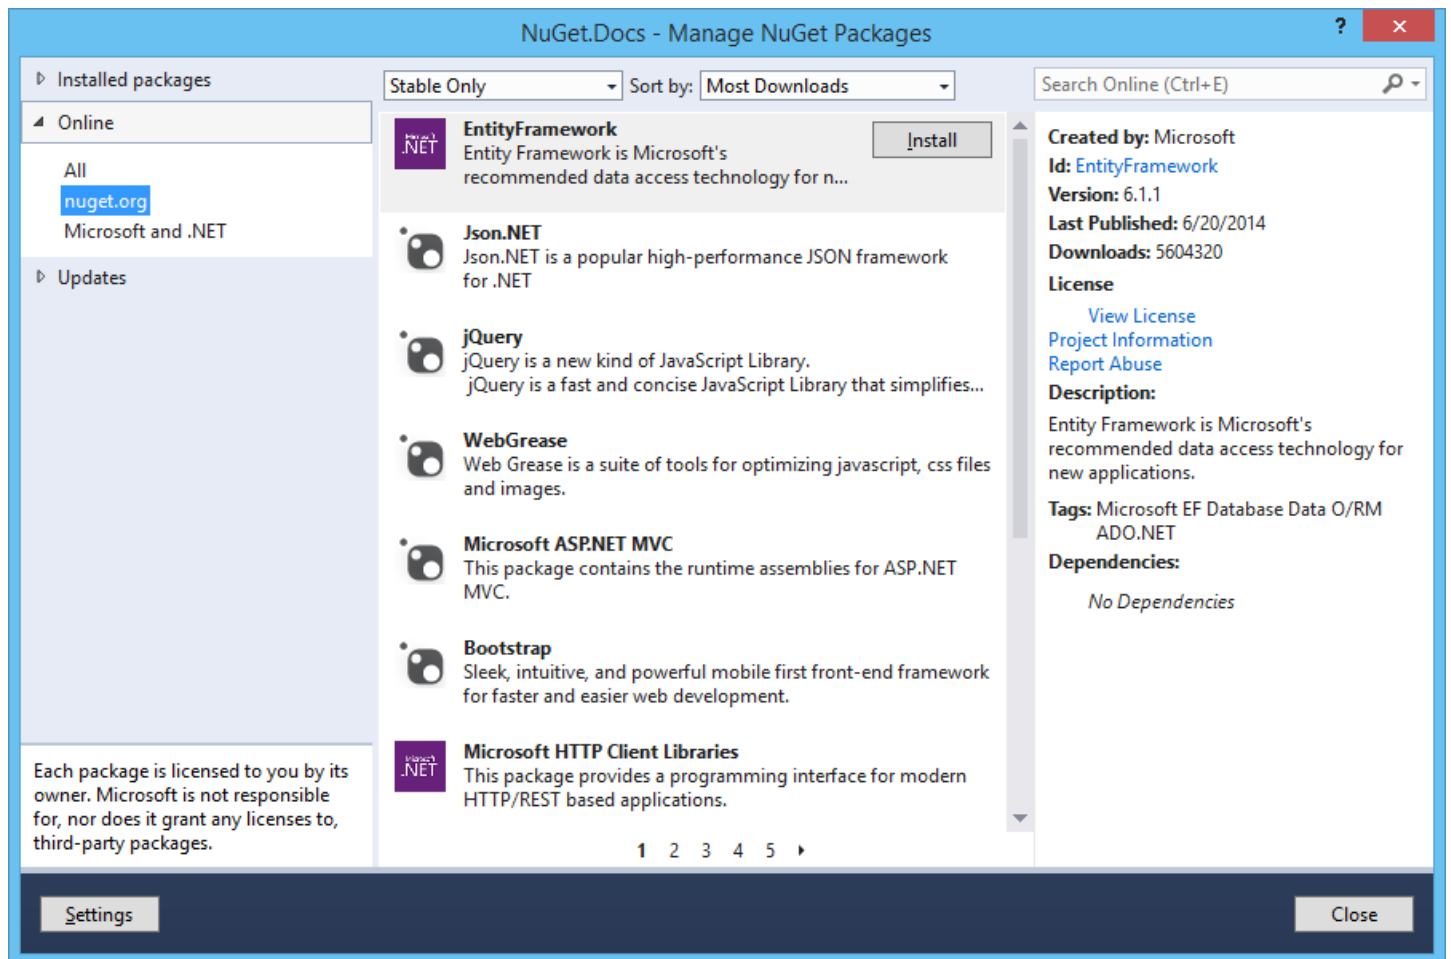 NuGet.Docs - Manage NuGet Packages
?
Installed packages
Online
All
nuget.org
Microsoft and .NET
Updates
Each package is licensed to you by its
owner. Microsoft is not responsible
for, nor does it grant any licenses to,
third-party packages.
Stable Only
Sort by:
Most Downloads
Microsoft
.NET
EntityFramework
Entity Framework is Microsoft's
recommended data access technology for n...
Install
Json.NET
Json.NET is a popular high-performance JSON framework
for .NET
jQuery
jQuery is a new kind of JavaScript Library.
jQuery is a fast and concise JavaScript Library that simplifies...
WebGrease
Web Grease is a suite of tools for optimizing javascript, css files
and images.
Microsoft ASP.NET MVC
This package contains the runtime assemblies for ASP.NET
MVC.
Bootstrap
Sleek, intuitive, and powerful mobile first front-end framework
for faster and easier web development.
Microsoft
.NET
Microsoft HTTP Client Libraries
This package provides a programming interface for modern
HTTP/REST based applications.
1 2 3 4 5
Search Online (Ctrl+E)
Created by: Microsoft
Id: EntityFramework
Version: 6.1.1
Last Published: 6/20/2014
Downloads: 5604320
License
View License
Project Information
Report Abuse
Description:
Entity Framework is Microsoft's
recommended data access technology for
new applications.
Tags: Microsoft EF Database Data O/RM
ADO.NET
Dependencies:
No Dependencies
Settings
Close